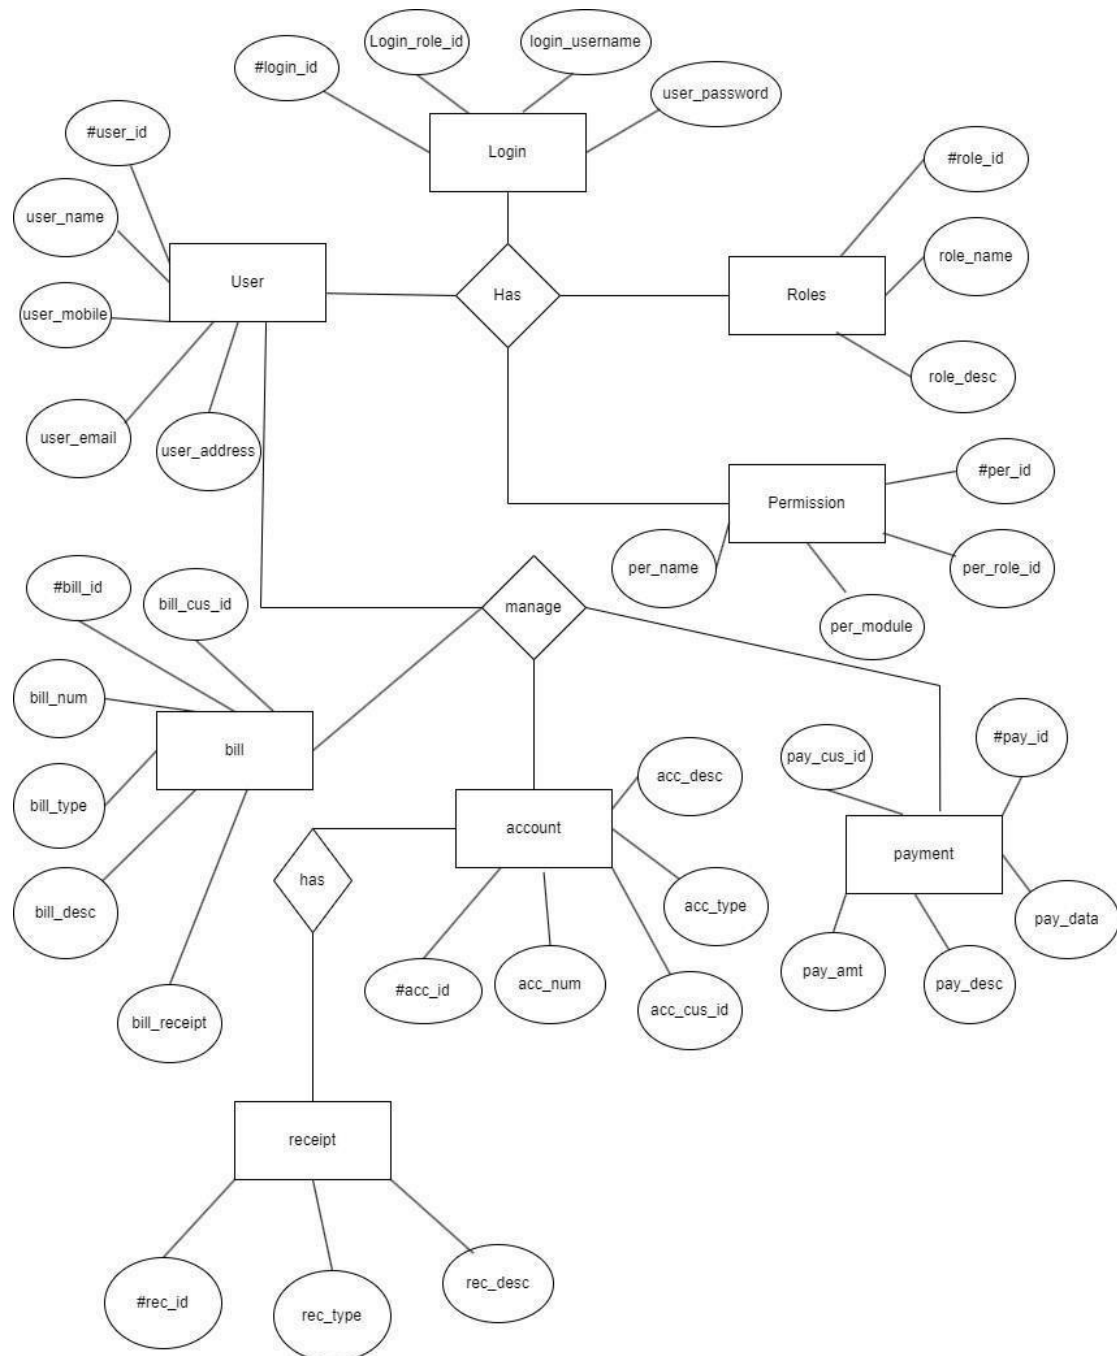 Login_role_id
login_username
#login_id
user_password
#user_id
Login
#role_id
user_name
role_name
User
Has
Roles
user_mobile
role_desc
user_email
user_address
#per_id
Permission
per_name
per_role_id
#bill_id
bill_cus_id
manage
per_module
bill_num
bill
#pay_id
pay_cus_id
acc_desc
bill_type
account
payment
has
acc_type
bill_desc
pay_data
pay_amt
pay_desc
#acc_id
acc_num
acc_cus_id
bill_receipt
receipt
rec_desc
#rec_id
rec_type